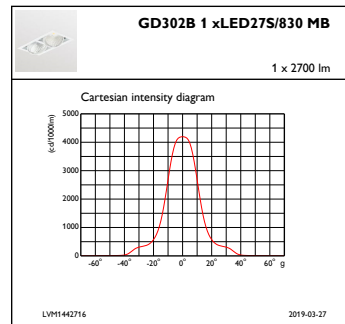 GD302B 1 xLED27S/830 MB
1 x 2700 lm
Cartesian intensity diagram
(cd/1000lm)
5000
4000
3000
2000
1000
0
-60° -40° -20° 0° 20° 40° 60° g
LVM1442716 2019-03-27